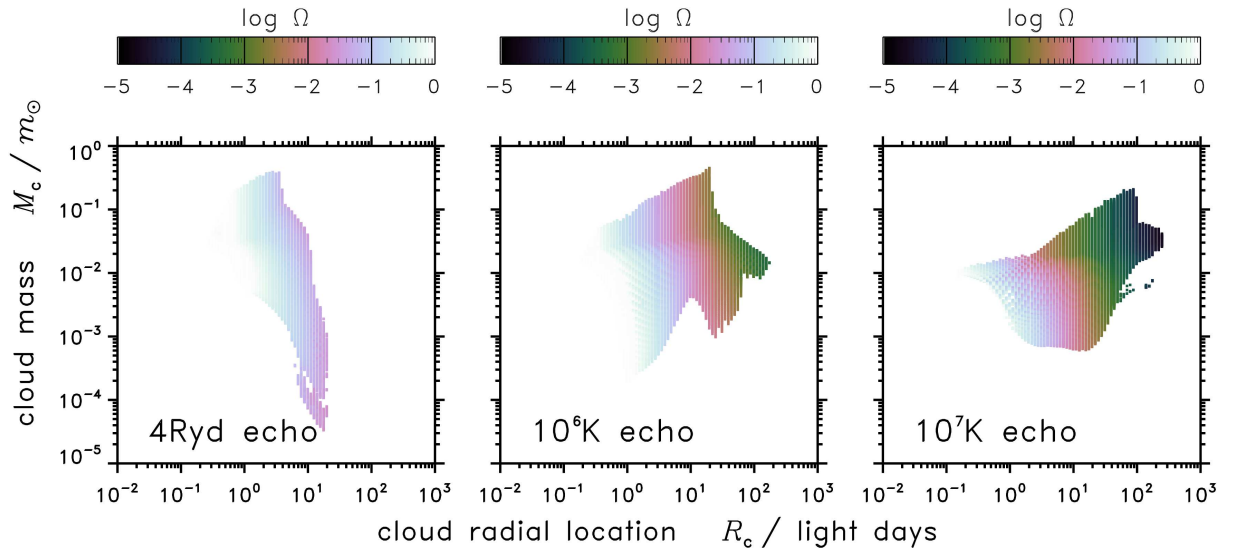 log Ω log Ω log Ω
−5 −4 −3 −2 −1 0 −5 −4 −3 −2 −1 0 −5 −4 −3 −2 −1 0
cloud mass M_c / m_⊙
10^0
10^-1
10^-2
10^-3
10^-4
10^-5
4Ryd echo 10^6K echo 10^7K echo
10^-2 10^-1 10^0 10^1 10^2 10^3 10^-2 10^-1 10^0 10^1 10^2 10^3 10^-2 10^-1 10^0 10^1 10^2 10^3
cloud radial location R_c / light days